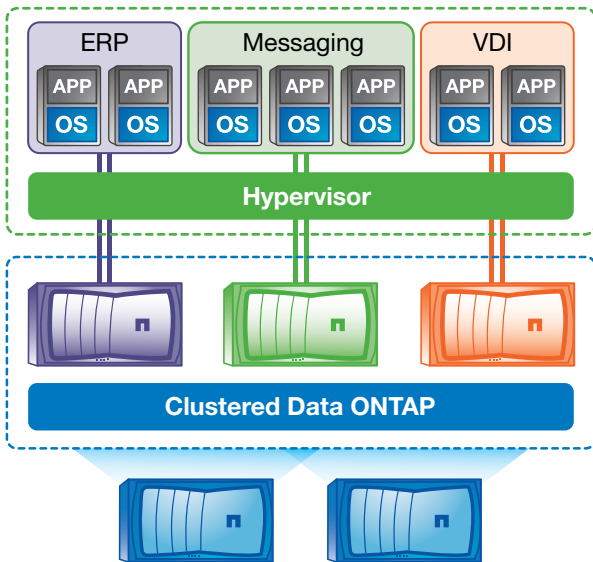 ERP Messaging VDI
APP APP APP APP APP APP APP
OS OS OS OS OS OS OS
Hypervisor
Clustered Data ONTAP